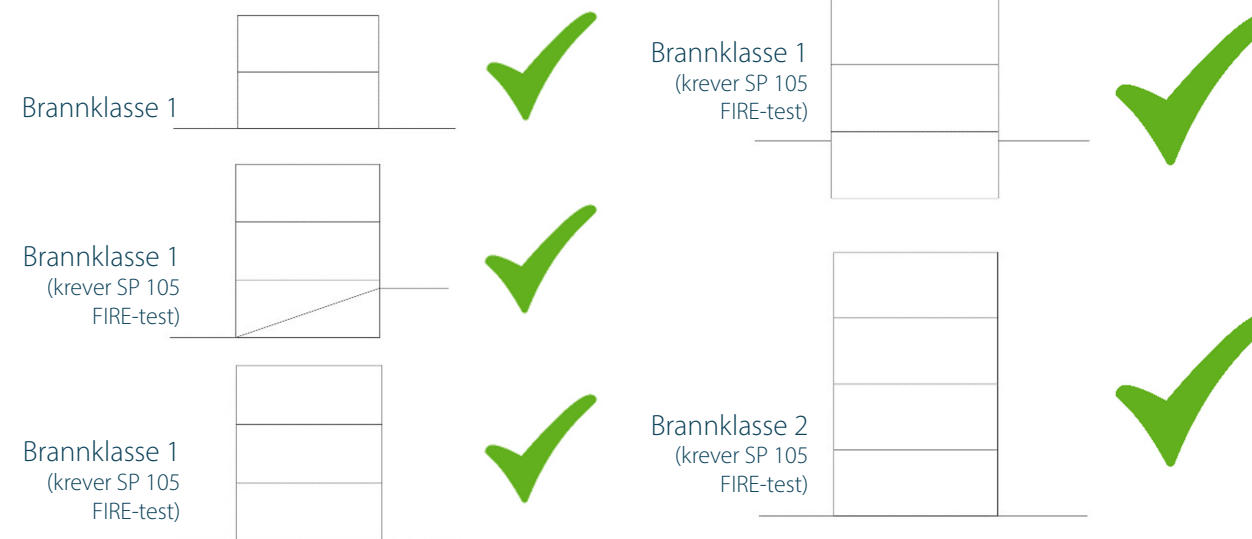 Brannklasse 1
Brannklasse 1
(krever SP 105
FIRE-test)
Brannklasse 1
(krever SP 105
FIRE-test)
Brannklasse 1
(krever SP 105
FIRE-test)
Brannklasse 2
(krever SP 105
FIRE-test)